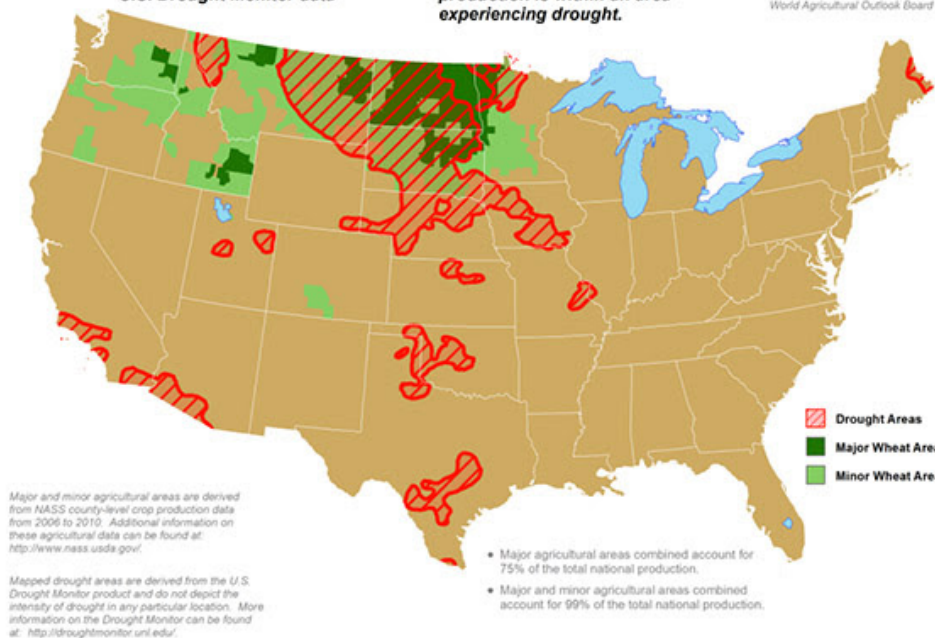 experiencing drought.
World Agricultural Outlook Board
Drought Areas
Major Wheat Area
Minor Wheat Area
Major and minor agricultural areas are derived
from NASS county-level crop production data
from 2006 to 2010. Additional information on
these agricultural data can be found at:
http://www.nass.usda.gov/.
Mapped drought areas are derived from the U.S.
Drought Monitor product and do not depict the
intensity of drought in any particular location. More
information on the Drought Monitor can be found
at: http://droughtmonitor.unl.edu/.
• Major agricultural areas combined account for
75% of the total national production.
• Major and minor agricultural areas combined
account for 99% of the total national production.